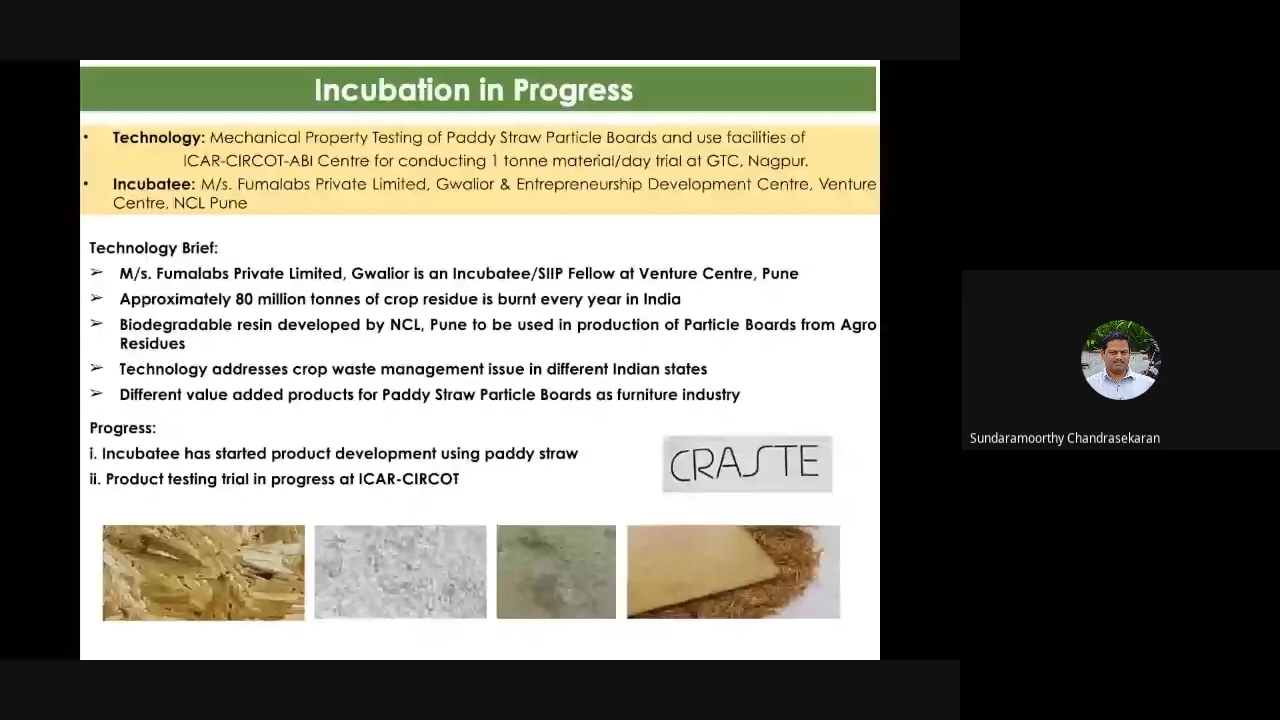 Incubation in Progress
• Technology: Mechanical Property Testing of Paddy Straw Particle Boards and use facilities of
ICAR-CIRCOT-ABI Centre for conducting 1 tonne material/day trial at GTC, Nagpur.
• Incubatee: M/s. Fumalabs Private Limited, Gwalior & Entrepreneurship Development Centre, Venture
Centre, NCL Pune
Technology Brief:
➢ M/s. Fumalabs Private Limited, Gwalior is an Incubatee/SIIP Fellow at Venture Centre, Pune
➢ Approximately 80 million tonnes of crop residue is burnt every year in India
➢ Biodegradable resin developed by NCL, Pune to be used in production of Particle Boards from Agro
Residues
➢ Technology addresses crop waste management issue in different Indian states
➢ Different value added products for Paddy Straw Particle Boards as furniture industry
Progress:
i. Incubatee has started product development using paddy straw
ii. Product testing trial in progress at ICAR-CIRCOT
CRASTE
Sundaramoorthy Chandrasekaran